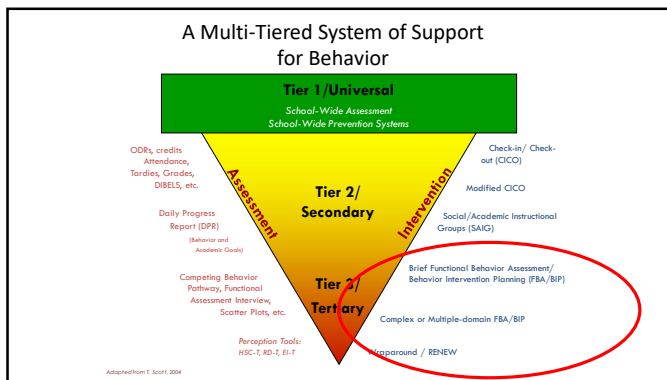 A Multi-Tiered System of Support
for Behavior
Tier 1/Universal
School-Wide Assessment
School-Wide Prevention Systems
ODRs, credits
Attendance,
Tardies, Grades,
DIBELS, etc.
Daily Progress
Report (DPR)
(Behavior and
Academic Goals)
Competing Behavior
Pathway, Functional
Assessment Interview,
Scatter Plots, etc.
Perception Tools:
HSC-T, RD-T, EI-T
Assessment
Tier 2/
Secondary
Tier 3/
Tertiary
Intervention
Check-in/ Check-
out (CICO)
Modified CICO
Social/Academic Instructional
Groups (SAIG)
Brief Functional Behavior Assessment/
Behavior Intervention Planning (FBA/BIP)
Complex or Multiple-domain FBA/BIP
Wraparound / RENEW
Adapted from T. Scott, 2004